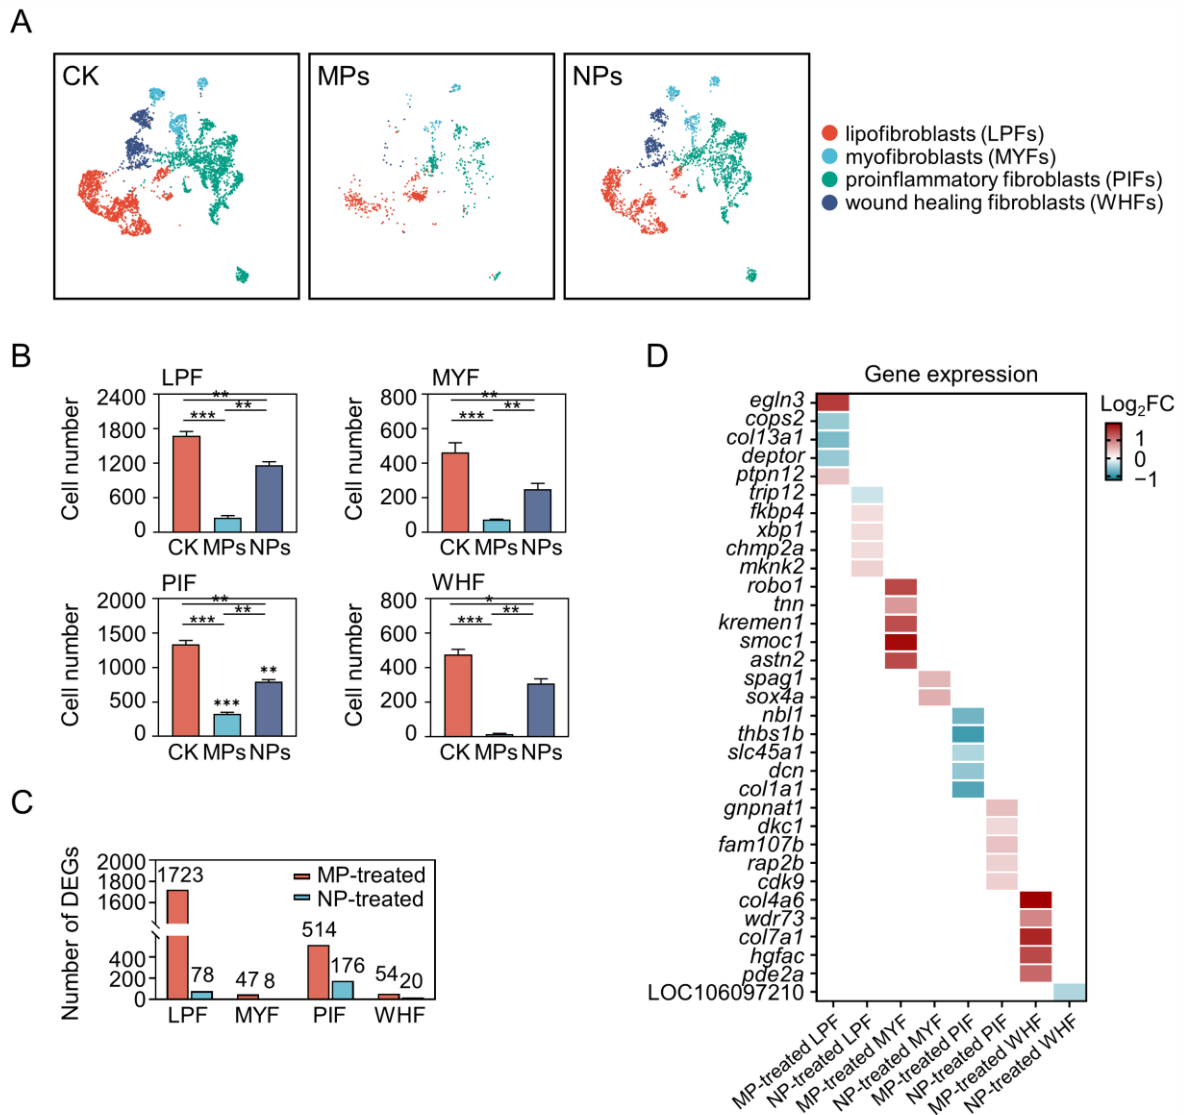 A
CK
MPs
NPs
lipofibroblasts (LPFs)
myofibroblasts (MYFs)
proinflammatory fibroblasts (PIFs)
wound healing fibroblasts (WHFs)
B
LPF
Cell number
2400
1800
1200
600
0
**
***
**
CK MPs NPs
MYF
Cell number
800
600
400
200
0
**
***
**
CK MPs NPs
PIF
Cell number
2000
1500
1000
500
0
**
***
**
***
**
CK MPs NPs
WHF
Cell number
800
600
400
200
0
*
***
**
CK MPs NPs
C
Number of DEGs
2000
1800
1600
400
200
0
1723
78
47
8
514
176
54
20
MP-treated
NP-treated
LPF
MYF
PIF
WHF
D
Gene expression
egln3
cops2
col13a1
deptor
ptpn12
trip12
fkbp4
xbp1
chmp2a
mknk2
robo1
tnn
kremen1
smoc1
astn2
spag1
sox4a
nbl1
thbs1b
slc45a1
dcn
col1a1
gnpnat1
dkc1
fam107b
rap2b
cdk9
col4a6
wdr73
col7a1
hgfac
pde2a
LOC106097210
MP-treated LPF
NP-treated LPF
MP-treated MYF
NP-treated MYF
MP-treated PIF
NP-treated PIF
MP-treated WHF
NP-treated WHF
Log₂FC
1
0
−1